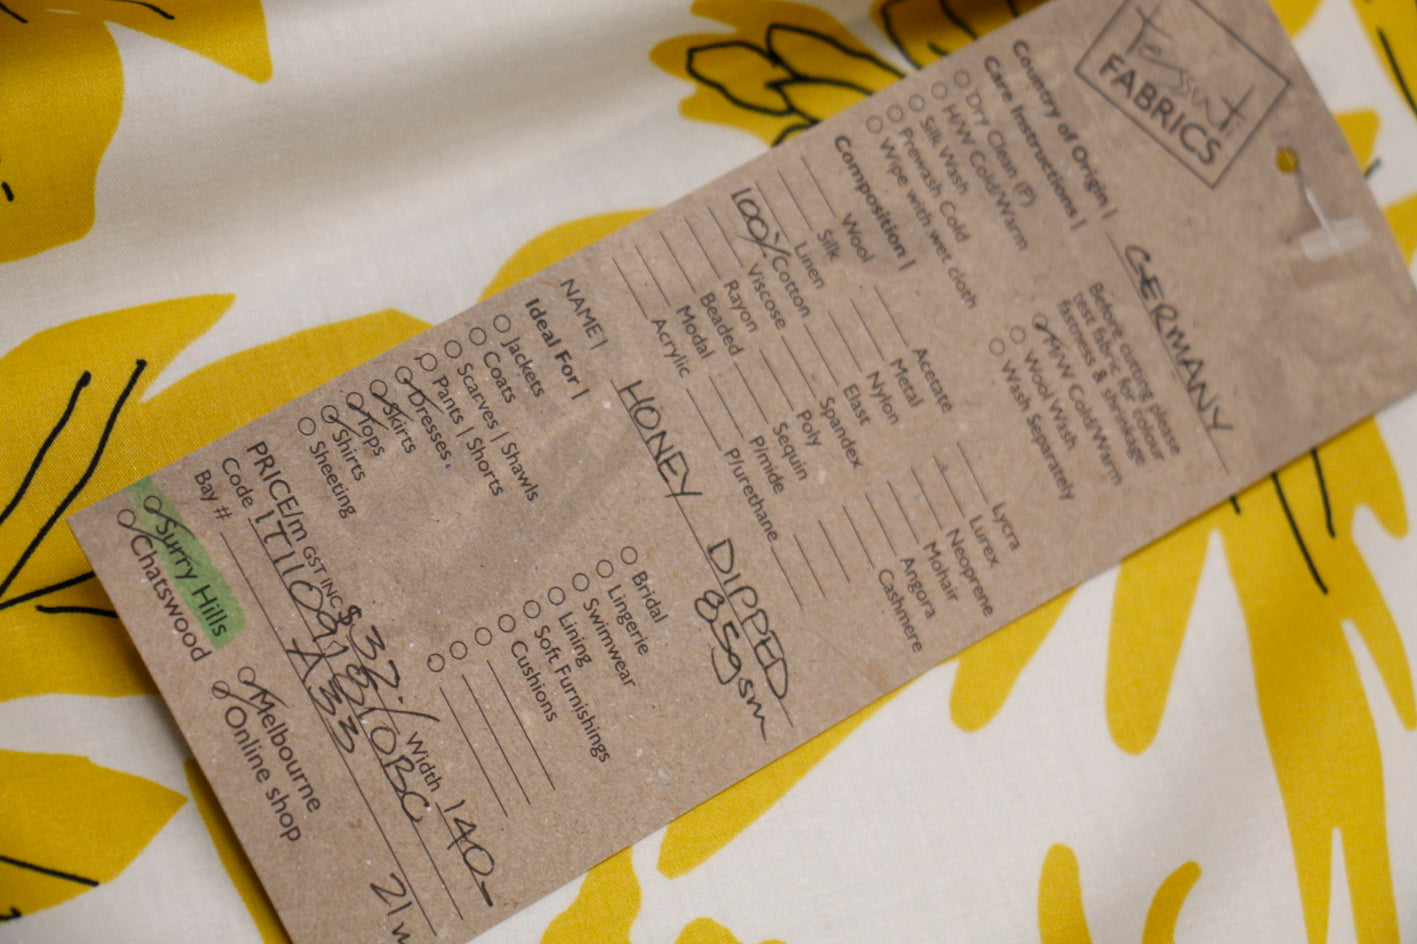 Tessuti
FABRICS
Country of Origin | GERMANY
Care Instructions |
Before cutting please
test fabric for colour
fastness & shrinkage
Dry Clean (P)
H/W Cold/Warm
Silk Wash
Prewash Cold
Wipe with wet cloth
M/W Cold/Warm
Wool Wash
Wash Separately
Composition |
Wool
Silk
Linen
100% Cotton
Viscose
Rayon
Beaded
Modal
Acrylic
Acetate
Metal
Nylon
Elast
Spandex
Poly
Sequin
P/imide
P/urethane
Lycra
Lurex
Neoprene
Mohair
Angora
Cashmere
NAME | HONEY DIPPED
85gsm
Ideal For |
Jackets
Coats
Scarves | Shawls
Pants | Shorts
Dresses
Skirts
Tops
Shirts
Sheeting
Bridal
Lingerie
Swimwear
Lining
Soft Furnishings
Cushions
PRICE/m GST INC $ 32.- Width 140-
Code
Bay # A33
Surry Hills
Chatswood
Melbourne
Online shop